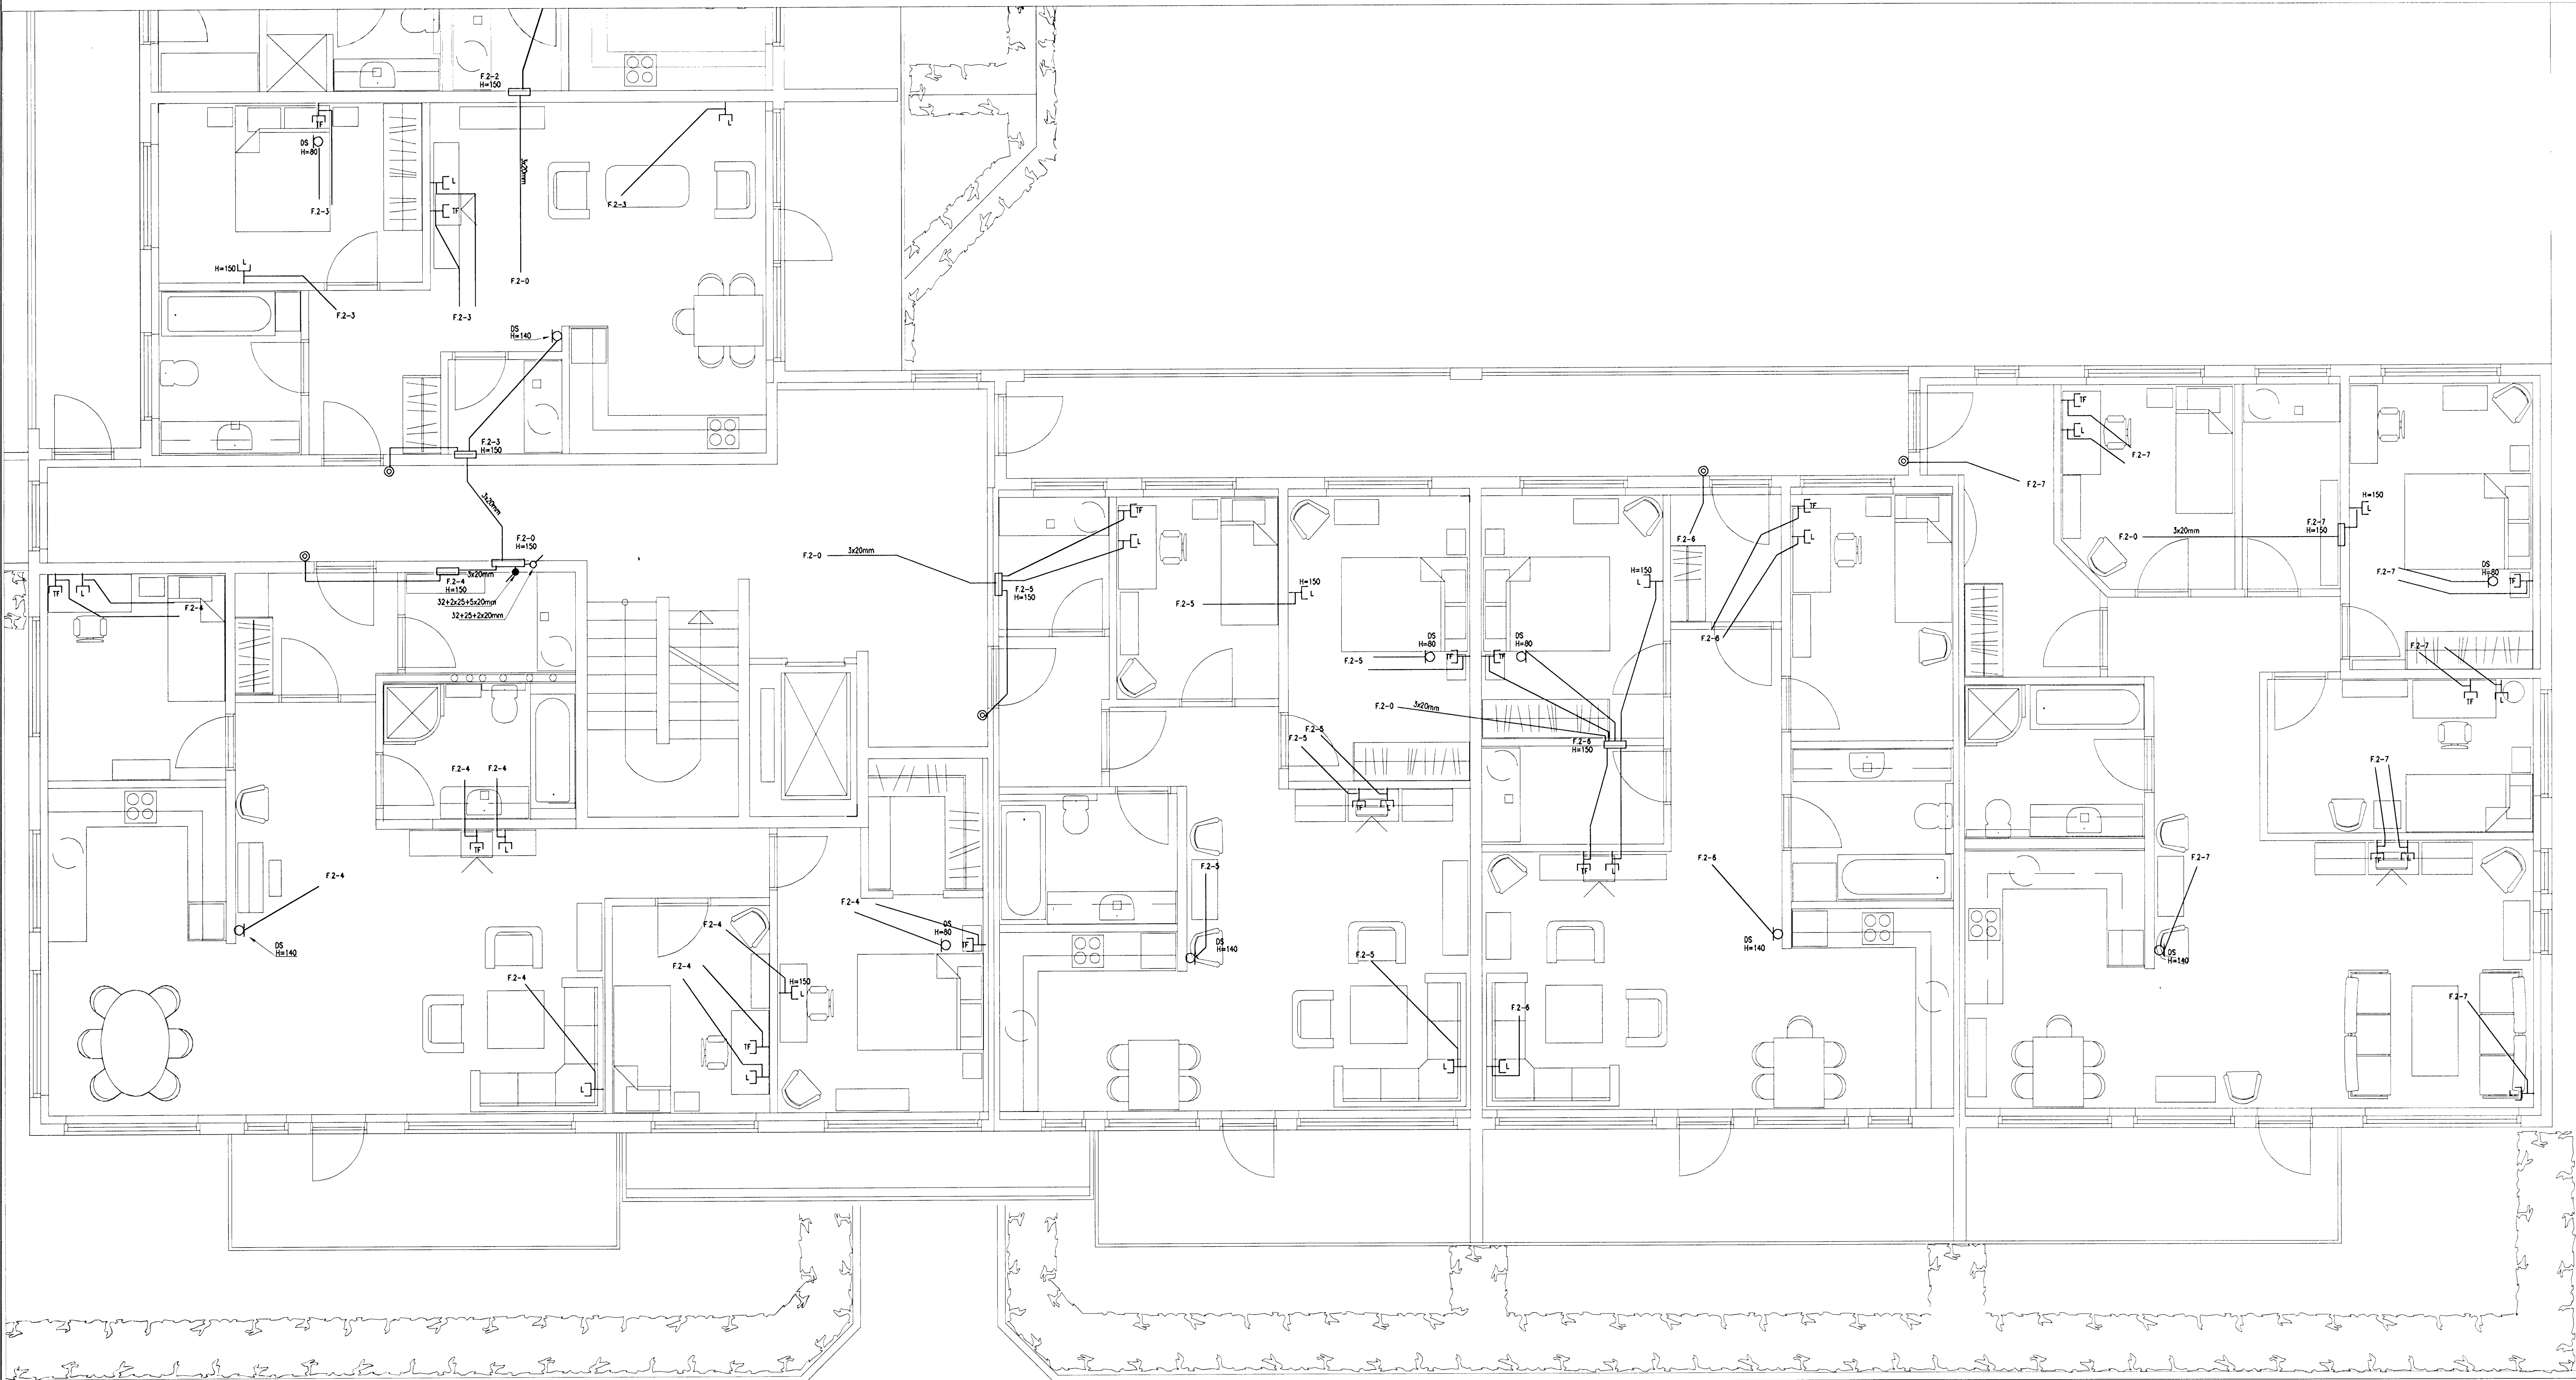 F.2-2
H=150
TF
DS
H=80
F.2-3
L
TF
3x20mm
L
F.2-3
L
H=150
F.2-3
F.2-3
F.2-0
DS
H=140
F.2-3
H=150
3x20mm
F.2-0
H=150
3x20mm
F.2-4
H=150
32+2x25+5x20mm
32+25+2x20mm
TF
L
F.2-4
F.2-4
F.2-4
TF
L
F.2-4
DS
H=140
F.2-4
L
F.2-4
DS
H=80
TF
F.2-4
F.2-4
H=150
L
TF
L
F.2-0
3x20mm
F.2-5
H=150
TF
L
F.2-5
H=150
L
F.2-5
DS
H=80
TF
F.2-5
F.2-5
TF
L
F.2-5
DS
H=140
F.2-5
L
TF
DS
H=80
H=150
L
F.2-6
F.2-6
TF
L
F.2-0
3x20mm
F.2-6
H=150
TF
L
F.2-6
DS
H=140
F.2-6
L
F.2-7
TF
L
F.2-7
F.2-0
3x20mm
F.2-7
H=150
H=150
L
F.2-7
DS
H=80
TF
F.2-7
TF
L
F.2-7
TF
L
F.2-7
DS
H=140
F.2-7
L